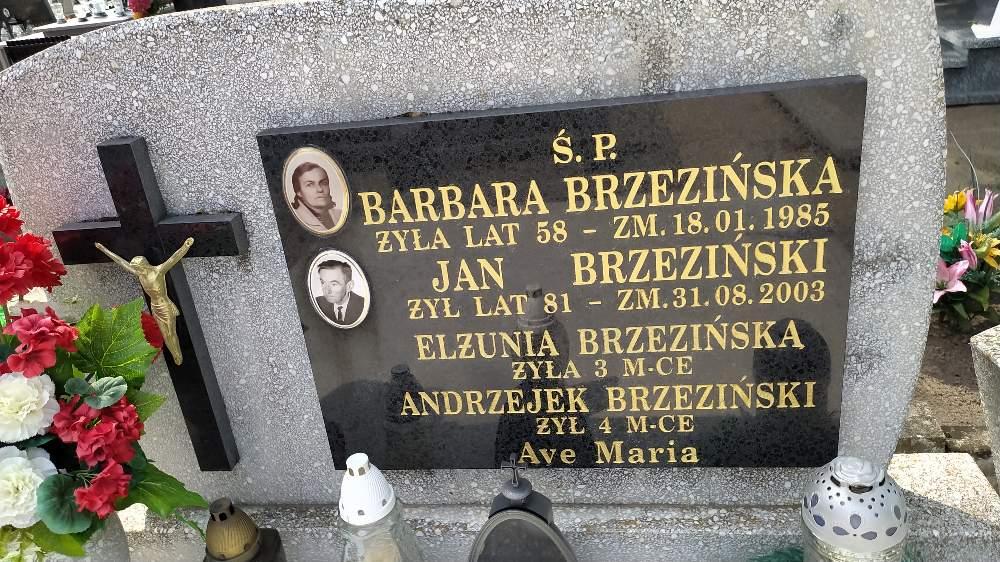 Ś. P.
BARBARA BRZEZIŃSKA
ŻYŁA LAT 58 - ZM. 18.01.1985
JAN BRZEZIŃSKI
ŻYŁ LAT 81 - ZM. 31.08.2003
ELŻUNIA BRZEZIŃSKA
ŻYŁA 3 M-CE
ANDRZEJEK BRZEZIŃSKI
ŻYŁ 4 M-CE
Ave Maria